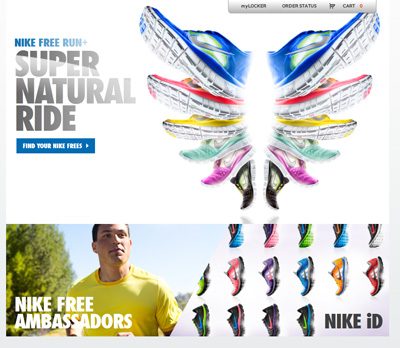 myLOCKER ORDER STATUS CART 0
NIKE FREE RUN+
SUPER
NATURAL
RIDE
FIND YOUR NIKE FREES
NIKE FREE
AMBASSADORS
NIKE iD